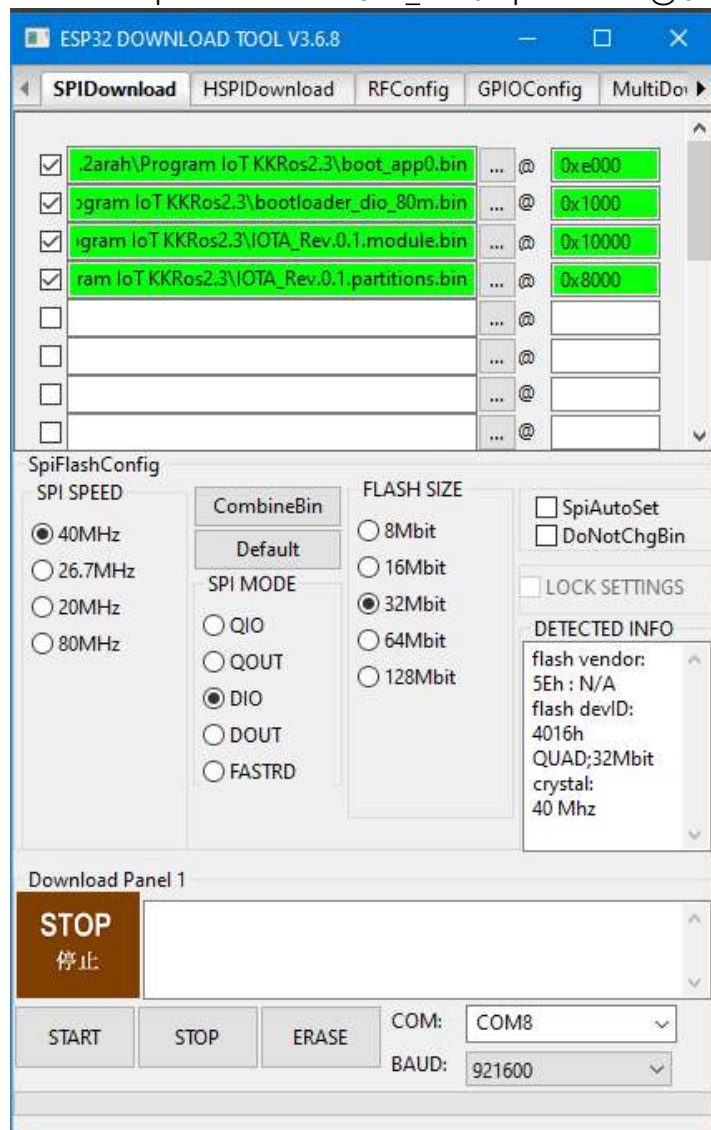 ESP32 DOWNLOAD TOOL V3.6.8
SPIDownload HSPIDownload RFConfig GPIOConfig MultiDo
.2arah\Program IoT KKRos2.3\boot_app0.bin ... @ 0xe000
ogram IoT KKRos2.3\bootloader_dio_80m.bin ... @ 0x1000
gram IoT KKRos2.3\IOTA_Rev.0.1.module.bin ... @ 0x10000
ram IoT KKRos2.3\IOTA_Rev.0.1.partitions.bin ... @ 0x8000
... @
... @
... @
... @
SpiFlashConfig
SPI SPEED
40MHz
26.7MHz
20MHz
80MHz
CombineBin
Default
SPI MODE
QIO
QOUT
DIO
DOUT
FASTRD
FLASH SIZE
8Mbit
16Mbit
32Mbit
64Mbit
128Mbit
SpiAutoSet
DoNotChgBin
LOCK SETTINGS
DETECTED INFO
flash vendor:
5Eh : N/A
flash devID:
4016h
QUAD;32Mbit
crystal:
40 Mhz
Download Panel 1
STOP
停止
START STOP ERASE
COM: COM8
BAUD: 921600